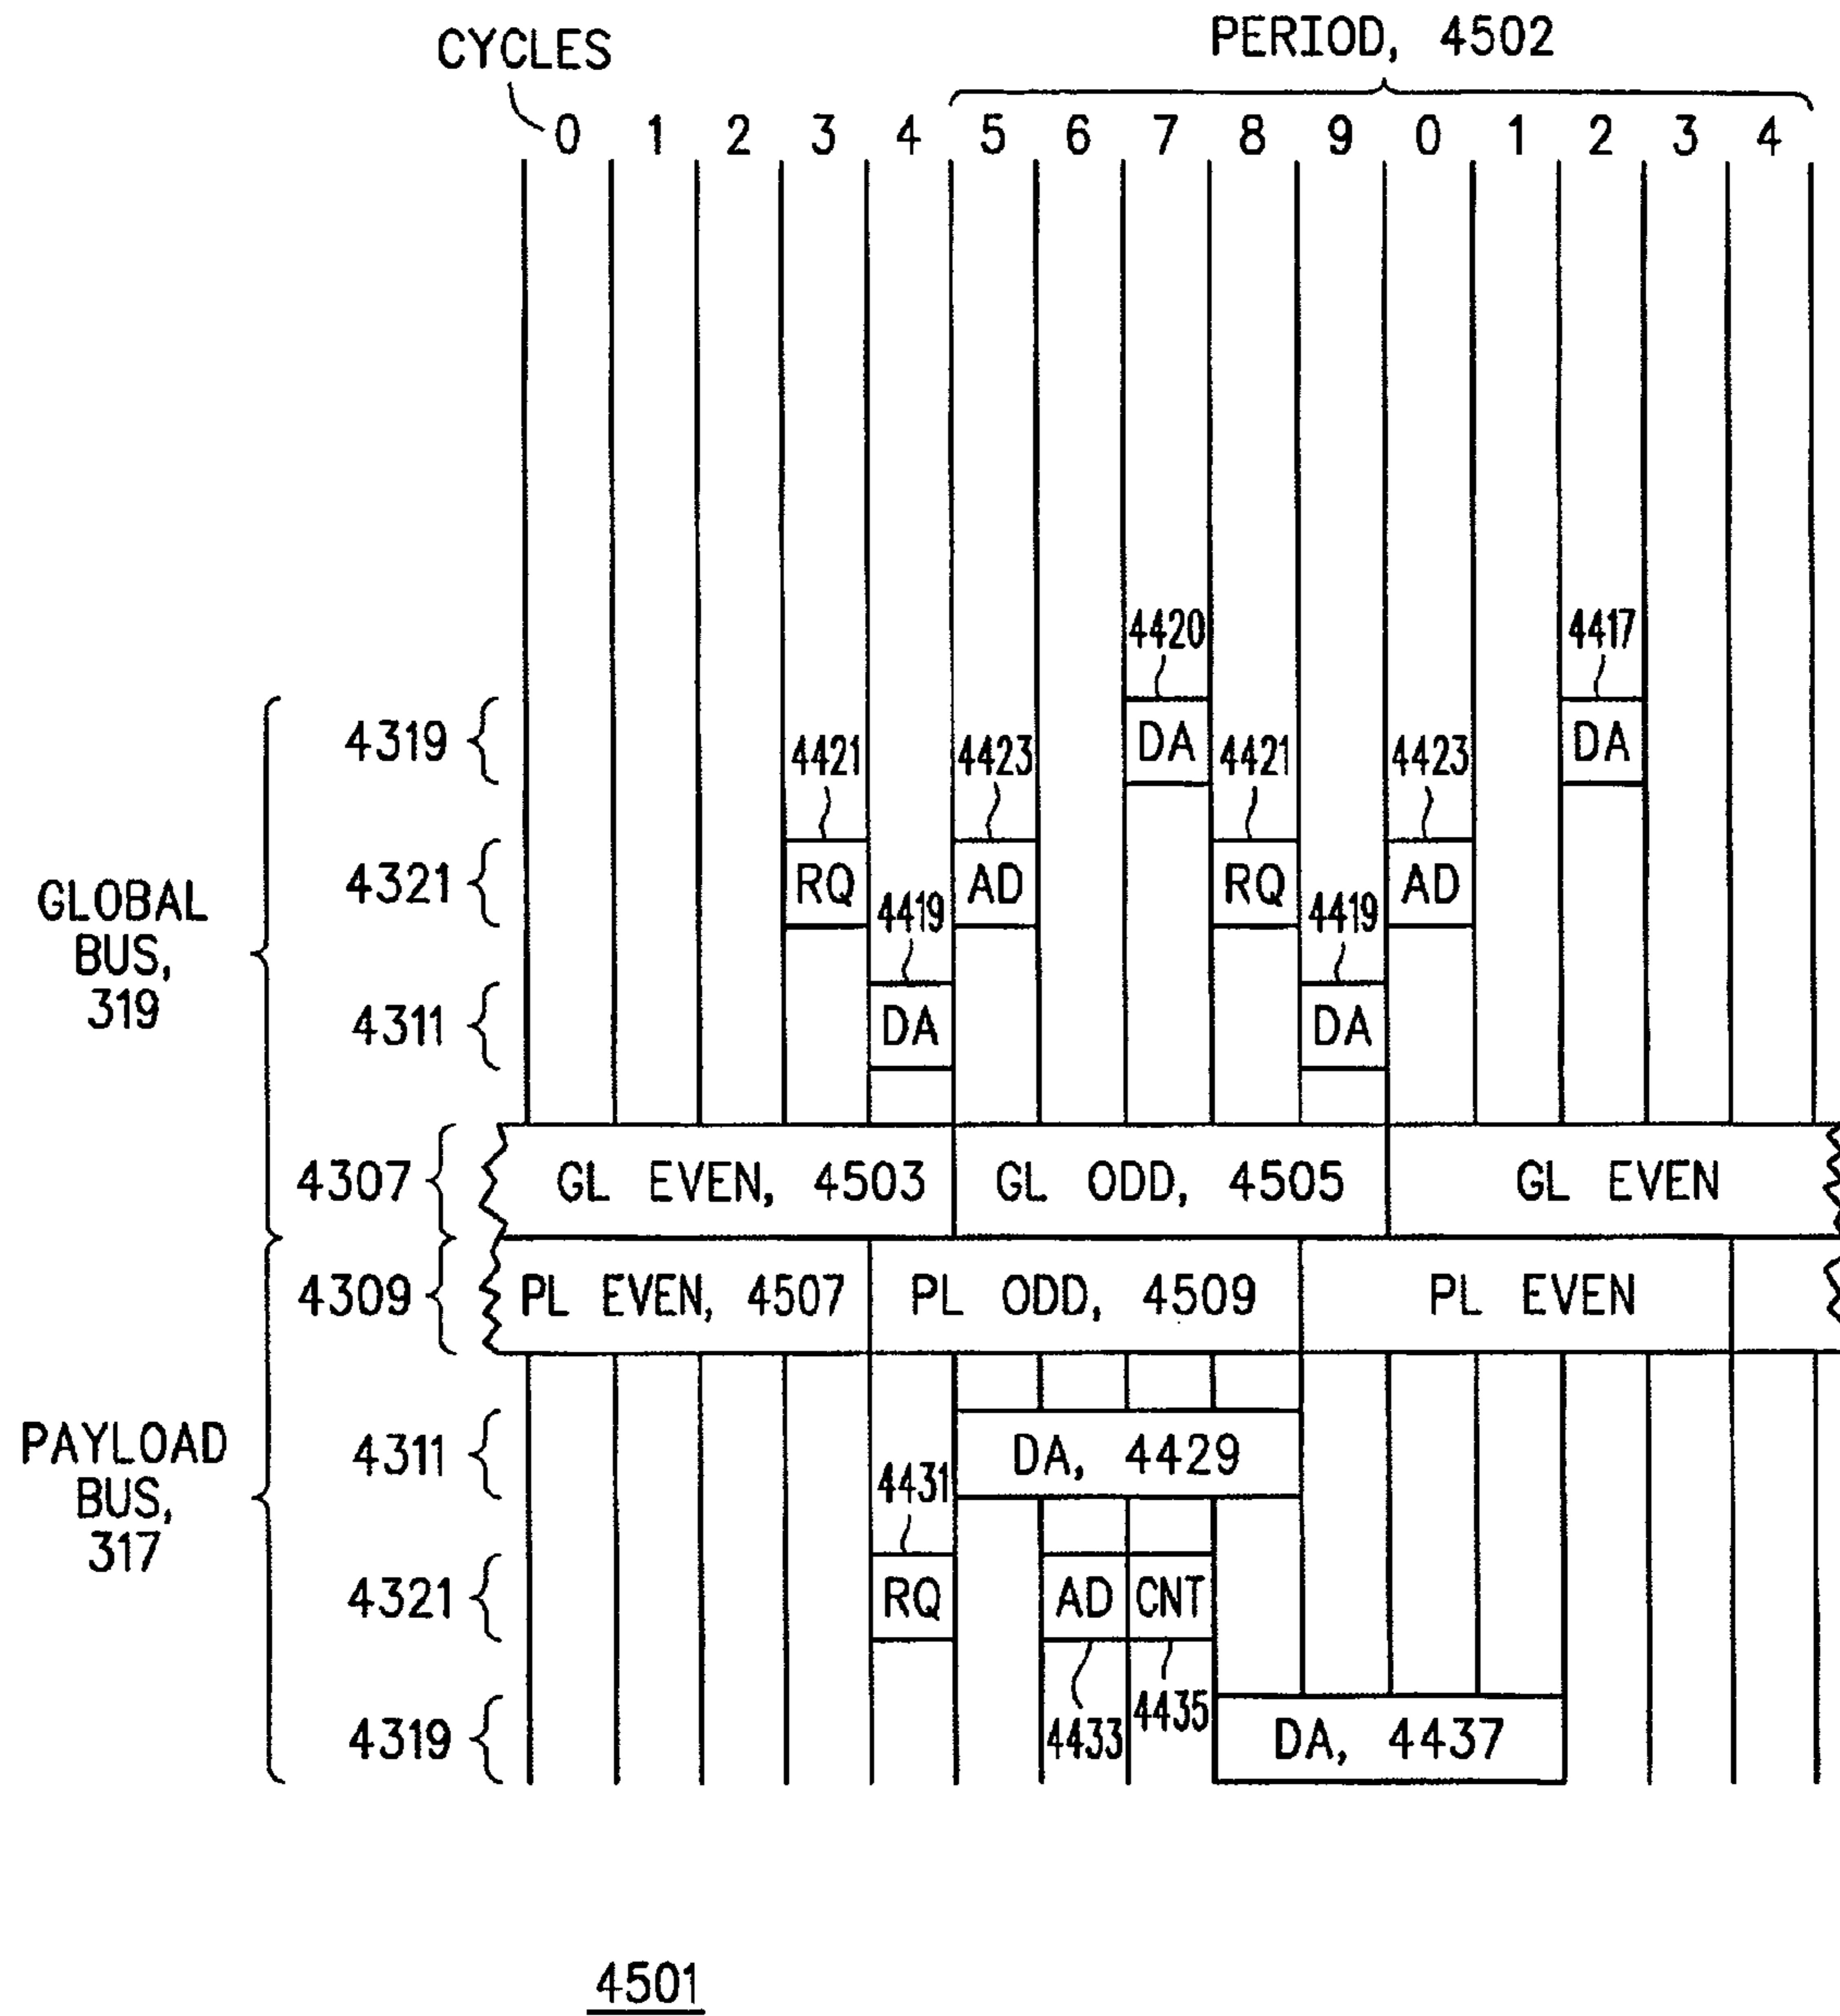 CYCLES
PERIOD, 4502
0 1 2 3 4 5 6 7 8 9 0 1 2 3 4
4420 4417
4319 DA DA
4421 4423 4421 4423
4321 RQ AD RQ AD
4419 4419
4311 DA DA
GLOBAL
BUS,
319
4307 GL EVEN, 4503 GL ODD, 4505 GL EVEN
4309 PL EVEN, 4507 PL ODD, 4509 PL EVEN
PAYLOAD
BUS,
317
4311 DA, 4429
4431
4321 RQ AD CNT
4433 4435
4319 DA, 4437
4501